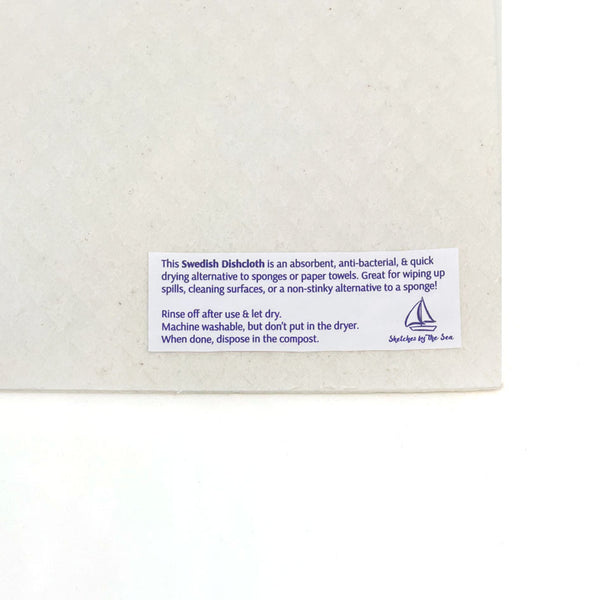 This Swedish Dishcloth is an absorbent, anti-bacterial, & quick
drying alternative to sponges or paper towels. Great for wiping up
spills, cleaning surfaces, or a non-stinky alternative to a sponge!
Rinse off after use & let dry.
Machine washable, but don't put in the dryer.
When done, dispose in the compost.
Sketches by the Sea